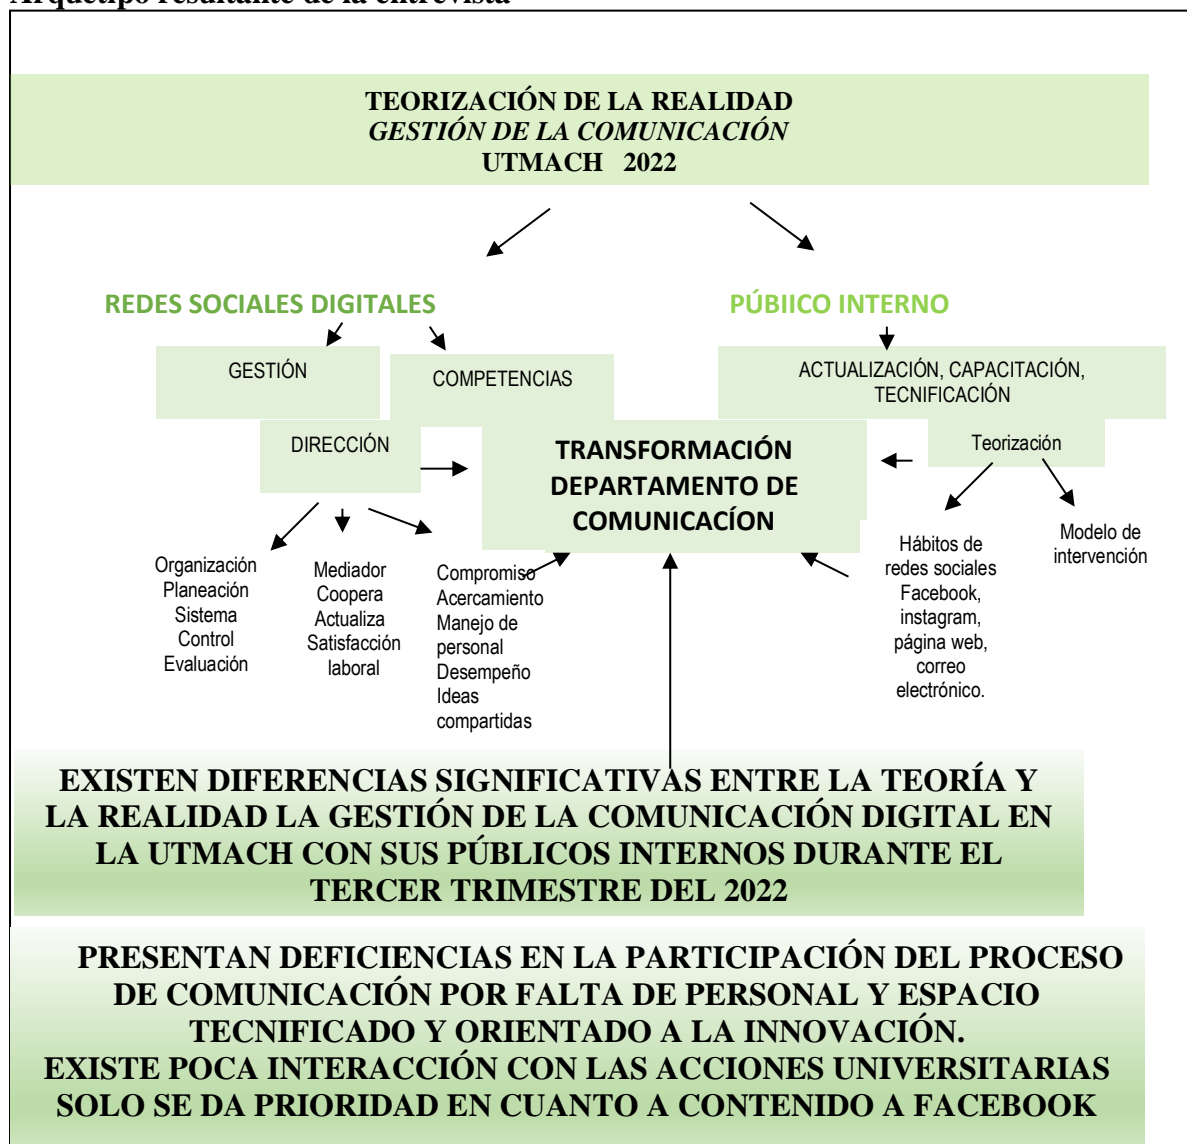 Arquetipo resultante de la entrevista
TEORIZACIÓN DE LA REALIDAD
GESTIÓN DE LA COMUNICACIÓN
UTMACH 2022
REDES SOCIALES DIGITALES
PÚBIICO INTERNO
GESTIÓN
COMPETENCIAS
ACTUALIZACIÓN, CAPACITACIÓN,
TECNIFICACIÓN
DIRECCIÓN
TRANSFORMACIÓN
DEPARTAMENTO DE
COMUNICACÍON
Teorización
Organización
Planeación
Sistema
Control
Evaluación
Mediador
Coopera
Actualiza
Satisfacción
laboral
Compromiso
Acercamiento
Manejo de
personal
Desempeño
Ideas
compartidas
Hábitos de
redes sociales
Facebook,
instagram,
página web,
correo
electrónico.
Modelo de
intervención
EXISTEN DIFERENCIAS SIGNIFICATIVAS ENTRE LA TEORÍA Y
LA REALIDAD LA GESTIÓN DE LA COMUNICACIÓN DIGITAL EN
LA UTMACH CON SUS PÚBLICOS INTERNOS DURANTE EL
TERCER TRIMESTRE DEL 2022
PRESENTAN DEFICIENCIAS EN LA PARTICIPACIÓN DEL PROCESO
DE COMUNICACIÓN POR FALTA DE PERSONAL Y ESPACIO
TECNIFICADO Y ORIENTADO A LA INNOVACIÓN.
EXISTE POCA INTERACCIÓN CON LAS ACCIONES UNIVERSITARIAS
SOLO SE DA PRIORIDAD EN CUANTO A CONTENIDO A FACEBOOK